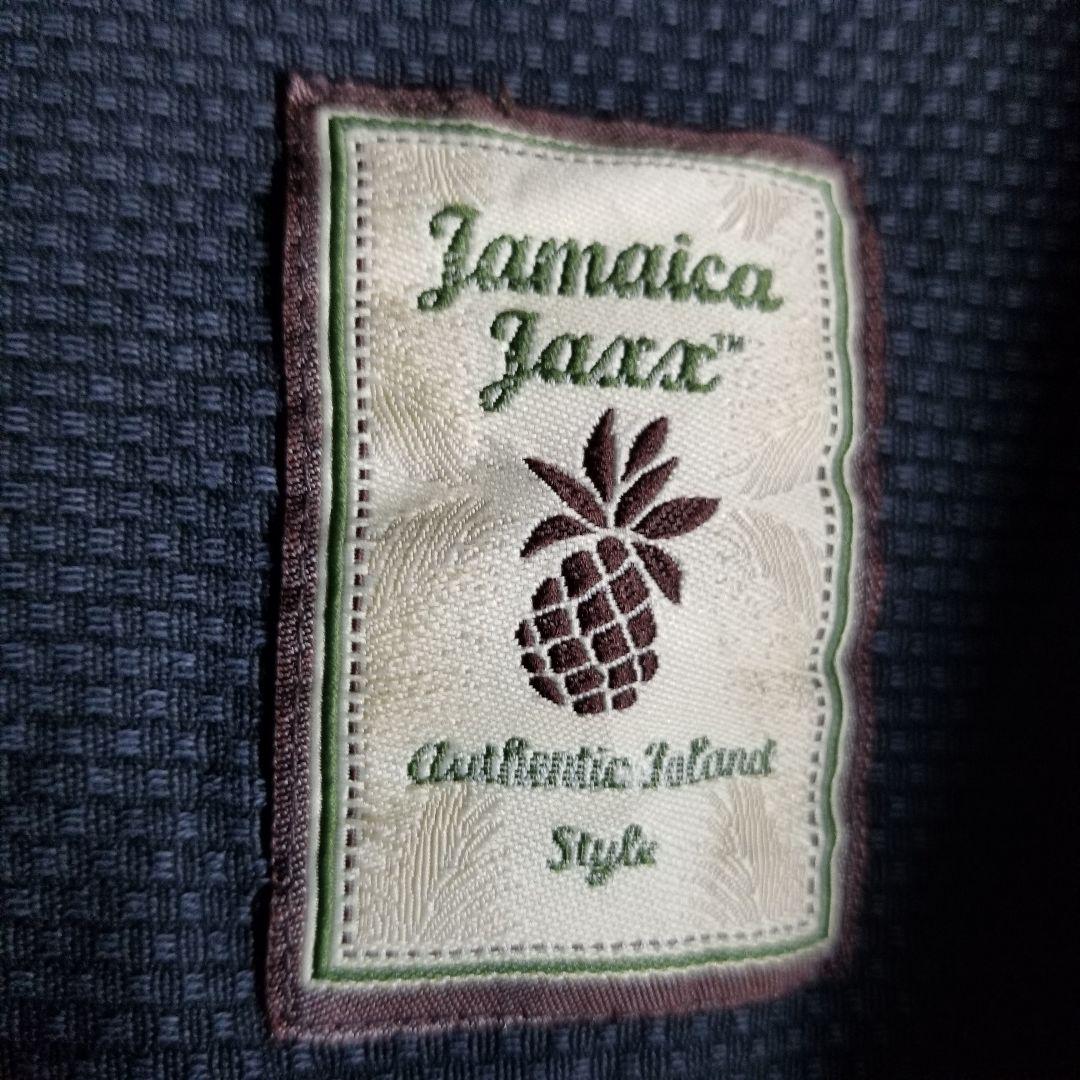 Jamaica
Jaxx™
Authentic Island
Style